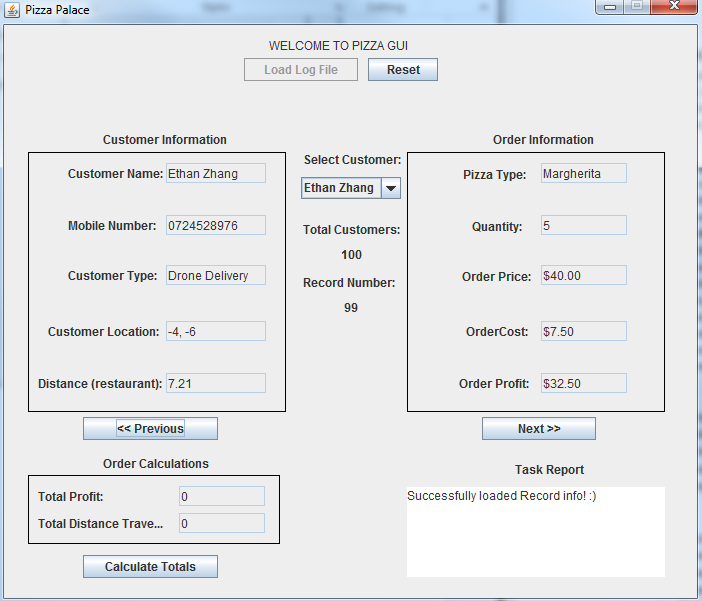 Pizza Palace
WELCOME TO PIZZA GUI
Load Log File
Reset
Customer Information
Customer Name: Ethan Zhang
Mobile Number: 0724528976
Customer Type: Drone Delivery
Customer Location: -4, -6
Distance (restaurant): 7.21
<< Previous
Select Customer:
Ethan Zhang
Total Customers:
100
Record Number:
99
Order Information
Pizza Type: Margherita
Quantity: 5
Order Price: $40.00
OrderCost: $7.50
Order Profit: $32.50
Next >>
Order Calculations
Total Profit: 0
Total Distance Trave... 0
Calculate Totals
Task Report
Successfully loaded Record info! :)